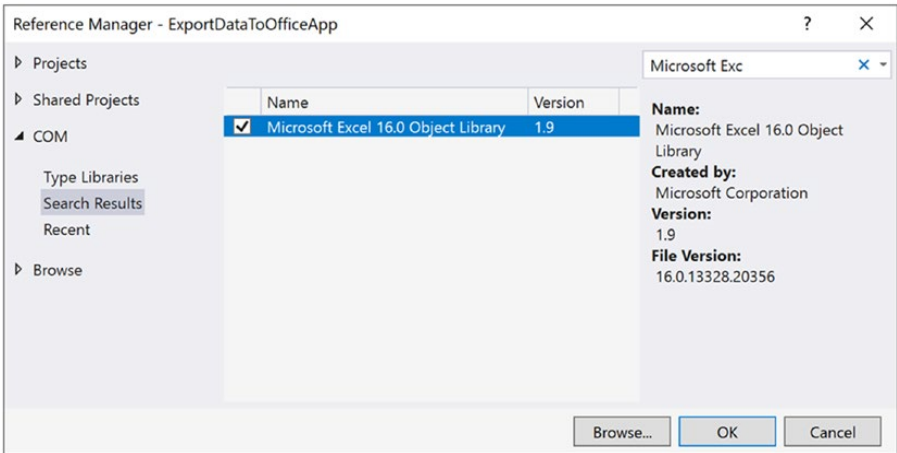 Reference Manager - ExportDataToOfficeApp
Projects
Shared Projects
COM
Type Libraries
Search Results
Recent
Browse
Name Version
Microsoft Excel 16.0 Object Library 1.9
Microsoft Exc
Name:
Microsoft Excel 16.0 Object
Library
Created by:
Microsoft Corporation
Version:
1.9
File Version:
16.0.13328.20356
Browse... OK Cancel